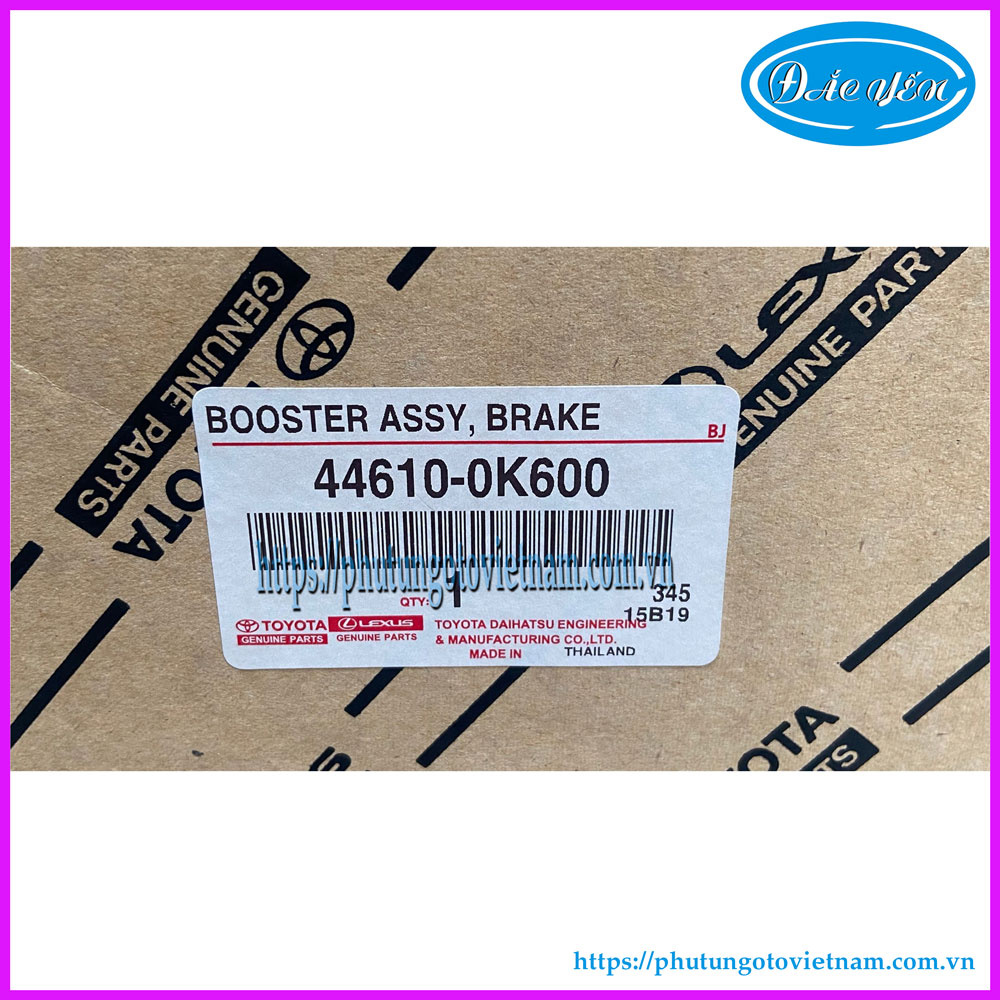 ĐẮC YẾN
TOYOTA
GENUINE PARTS
LEXUS
GENUINE PART
BOOSTER ASSY, BRAKE
BJ
44610-0K600
https://phutungotovietnam.com.vn
QTY: 1
345
15B19
TOYOTA
GENUINE PARTS
LEXUS
GENUINE PARTS
TOYOTA DAIHATSU ENGINEERING
& MANUFACTURING CO.,LTD.
MADE IN THAILAND
https://phutungotovietnam.com.vn